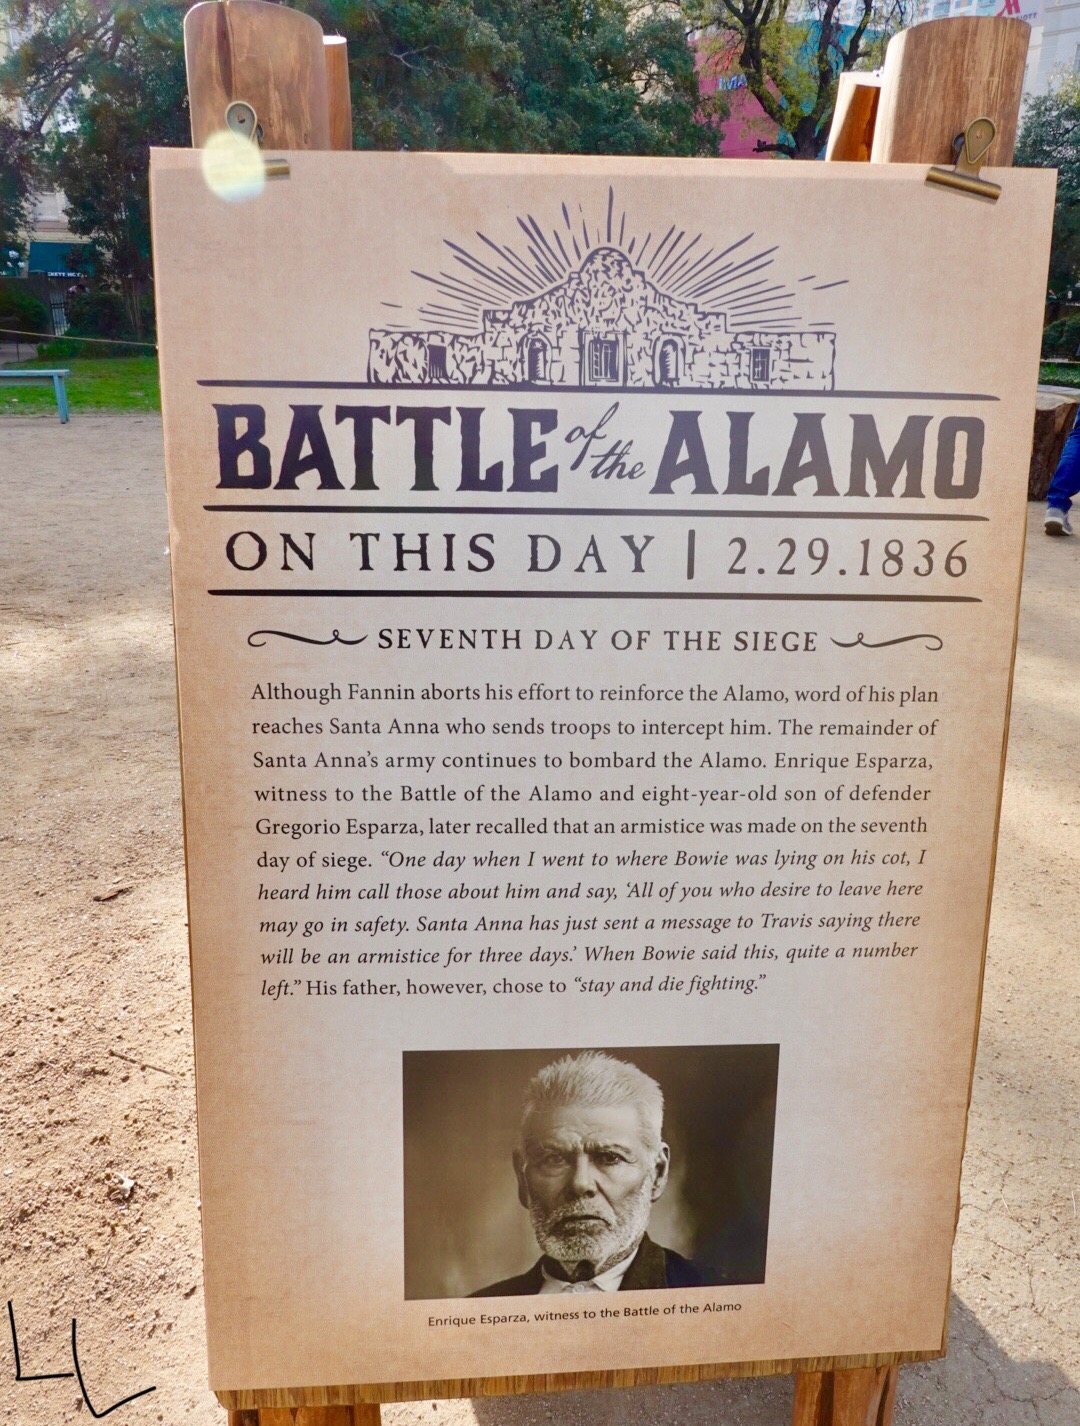 BATTLE of the ALAMO
ON THIS DAY | 2.29.1836
SEVENTH DAY OF THE SIEGE
Although Fannin aborts his effort to reinforce the Alamo, word of his plan
reaches Santa Anna who sends troops to intercept him. The remainder of
Santa Anna's army continues to bombard the Alamo. Enrique Esparza,
witness to the Battle of the Alamo and eight-year-old son of defender
Gregorio Esparza, later recalled that an armistice was made on the seventh
day of siege. “One day when I went to where Bowie was lying on his cot, I
heard him call those about him and say, ‘All of you who desire to leave here
may go in safety. Santa Anna has just sent a message to Travis saying there
will be an armistice for three days.’ When Bowie said this, quite a number
left.” His father, however, chose to “stay and die fighting.”
Enrique Esparza, witness to the Battle of the Alamo
LL